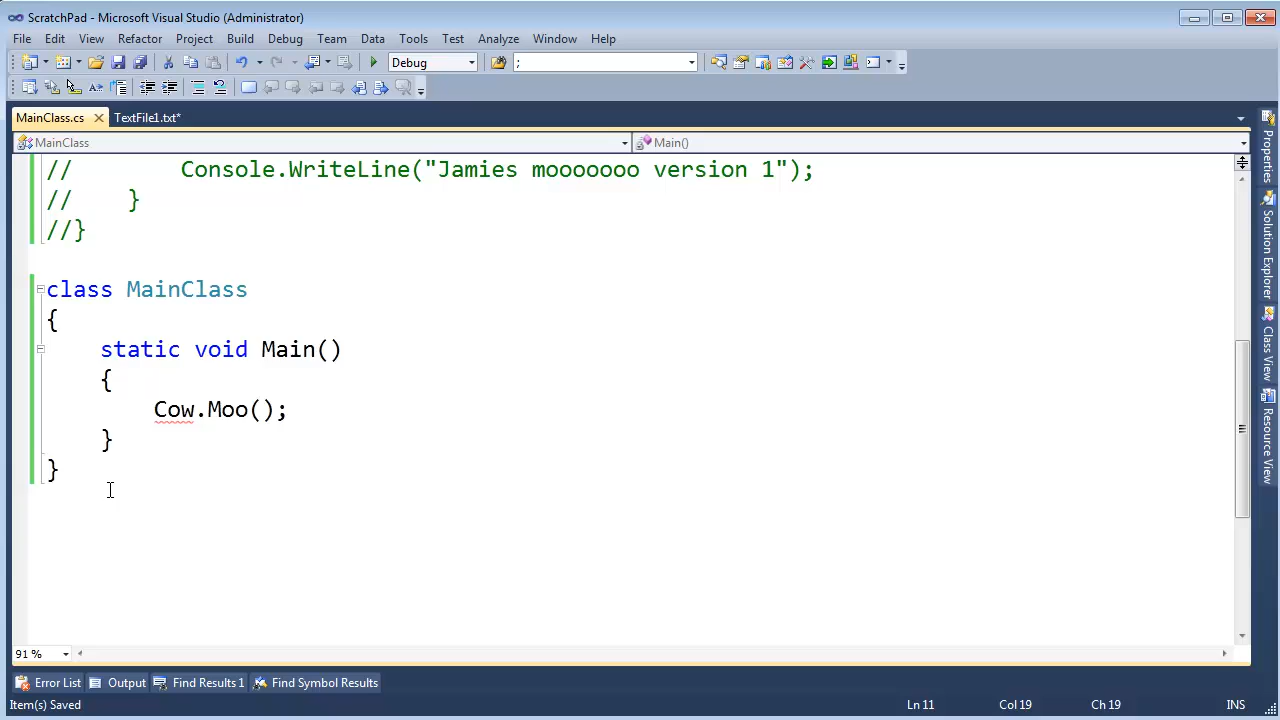 ScratchPad - Microsoft Visual Studio (Administrator)
File Edit View Refactor Project Build Debug Team Data Tools Test Analyze Window Help
Debug ;
MainClass.cs TextFile1.txt*
MainClass Main()
// Console.WriteLine("Jamies mooooooo version 1");
// }
//}
class MainClass
{
static void Main()
{
Cow.Moo();
}
}
Properties
Solution Explorer
Class View
Resource View
91 %
Error List Output Find Results 1 Find Symbol Results
Item(s) Saved Ln 11 Col 19 Ch 19 INS